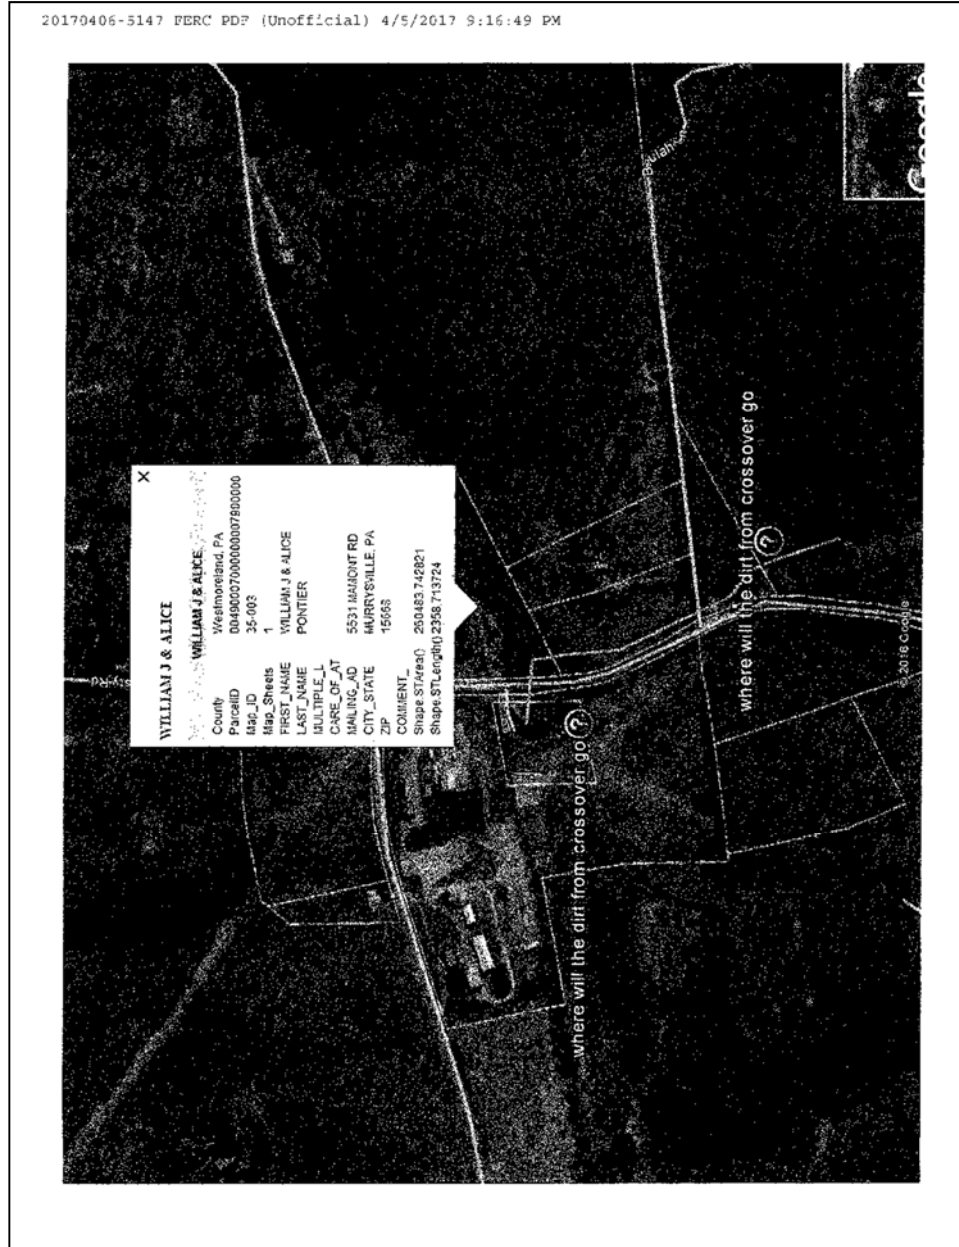 20170406-5147 FERC PDF (Unofficial) 4/5/2017 9:16:49 PM
WILLIAM J & ALICE
WILLIAM J & ALICE
County Westmoreland, PA
ParcelID
Map_ID 35-003
Map_Sheets 1
FIRST_NAME WILLIAM J & ALICE
LAST_NAME PONTIER
MULTIPLE_L
CARE_OF_AT
MAILING_AD 5531 MAMONT RD
CITY_STATE MURRYSVILLE, PA
ZIP
COMMENT_
Shape.STArea() 260483.742821
Shape.STLength() 2358.713724
where will the dirt from crossover go
where will the dirt from crossover go
Beulah
© 2016 Google
Google